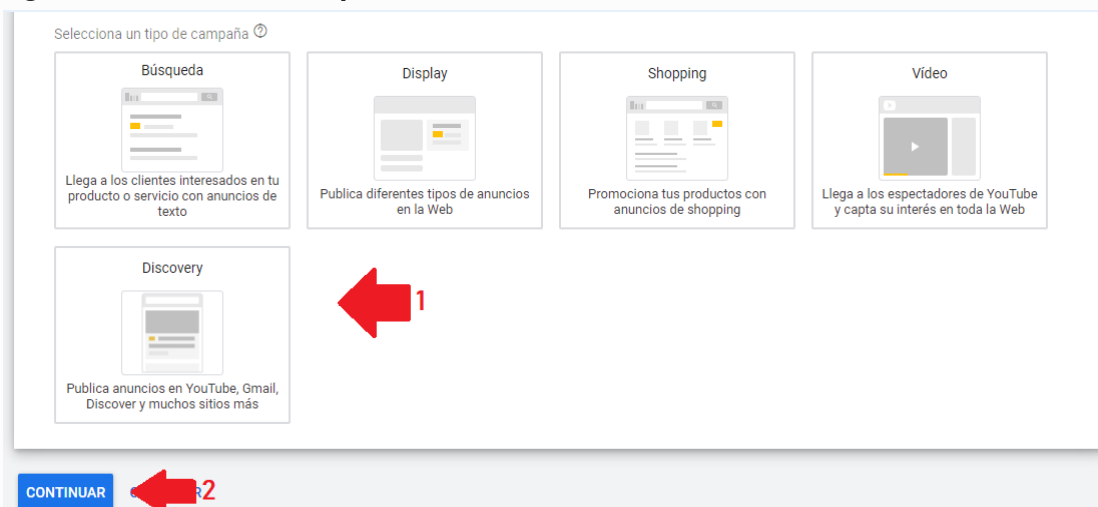 Selecciona un tipo de campaña
Búsqueda
Llega a los clientes interesados en tu
producto o servicio con anuncios de
texto
Display
Publica diferentes tipos de anuncios
en la Web
Shopping
Promociona tus productos con
anuncios de shopping
Vídeo
Llega a los espectadores de YouTube
y capta su interés en toda la Web
Discovery
Publica anuncios en YouTube, Gmail,
Discover y muchos sitios más
1
CONTINUAR
2